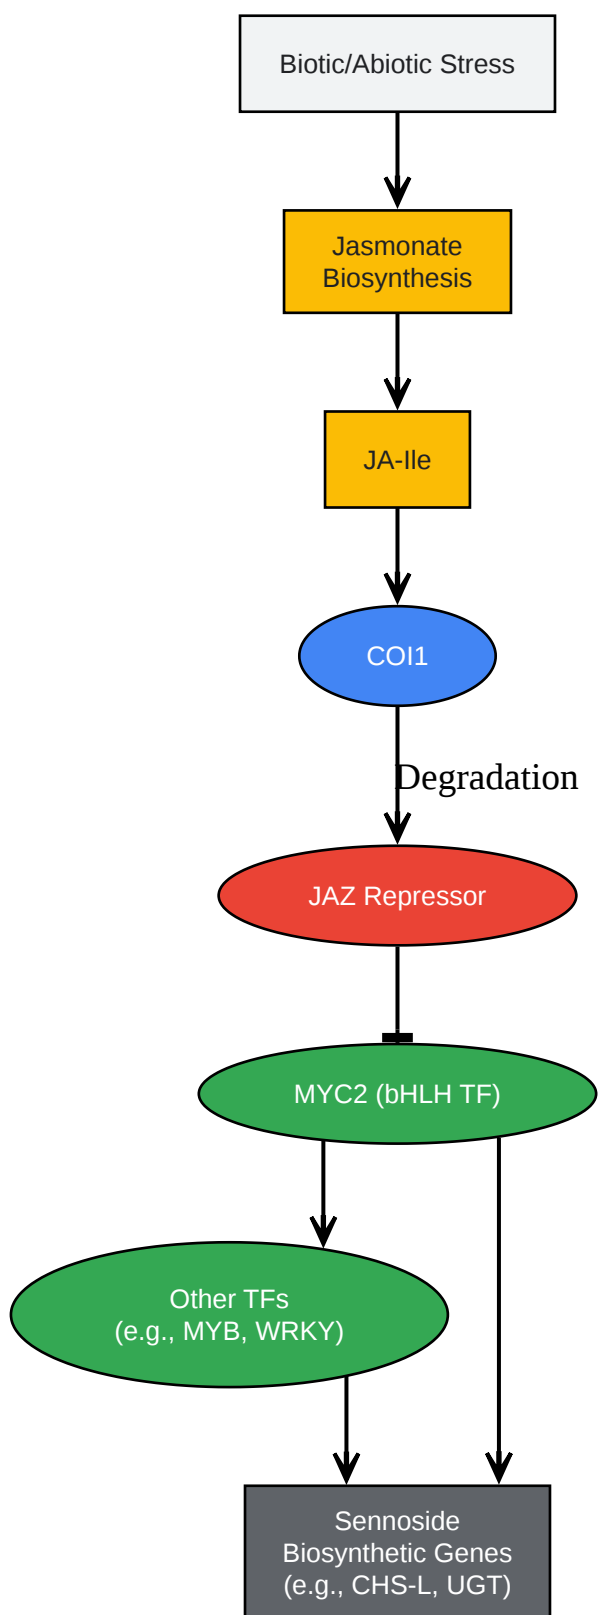 Biotic/Abiotic Stress
Jasmonate
Biosynthesis
JA-Ile
COI1
Degradation
JAZ Repressor
MYC2 (bHLH TF)
Other TFs
(e.g., MYB, WRKY)
Sennoside
Biosynthetic Genes
(e.g., CHS-L, UGT)